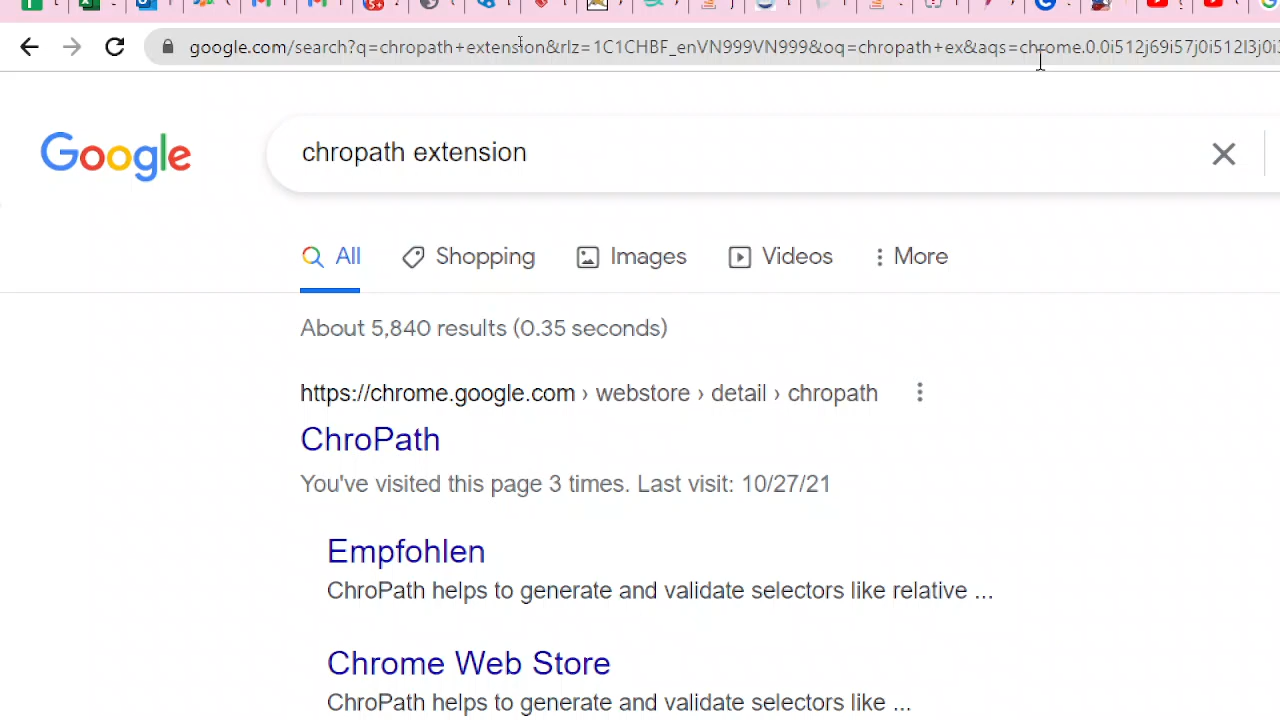 google.com/search?q=chropath+extension&rlz=1C1CHBF_enVN999VN999&oq=chropath+ex&aqs=chrome.0.0i512j69i57j0i512l3j0i
Google
chropath extension
All Shopping Images Videos More
About 5,840 results (0.35 seconds)
https://chrome.google.com › webstore › detail › chropath
ChroPath
You've visited this page 3 times. Last visit: 10/27/21
Empfohlen
ChroPath helps to generate and validate selectors like relative ...
Chrome Web Store
ChroPath helps to generate and validate selectors like ...